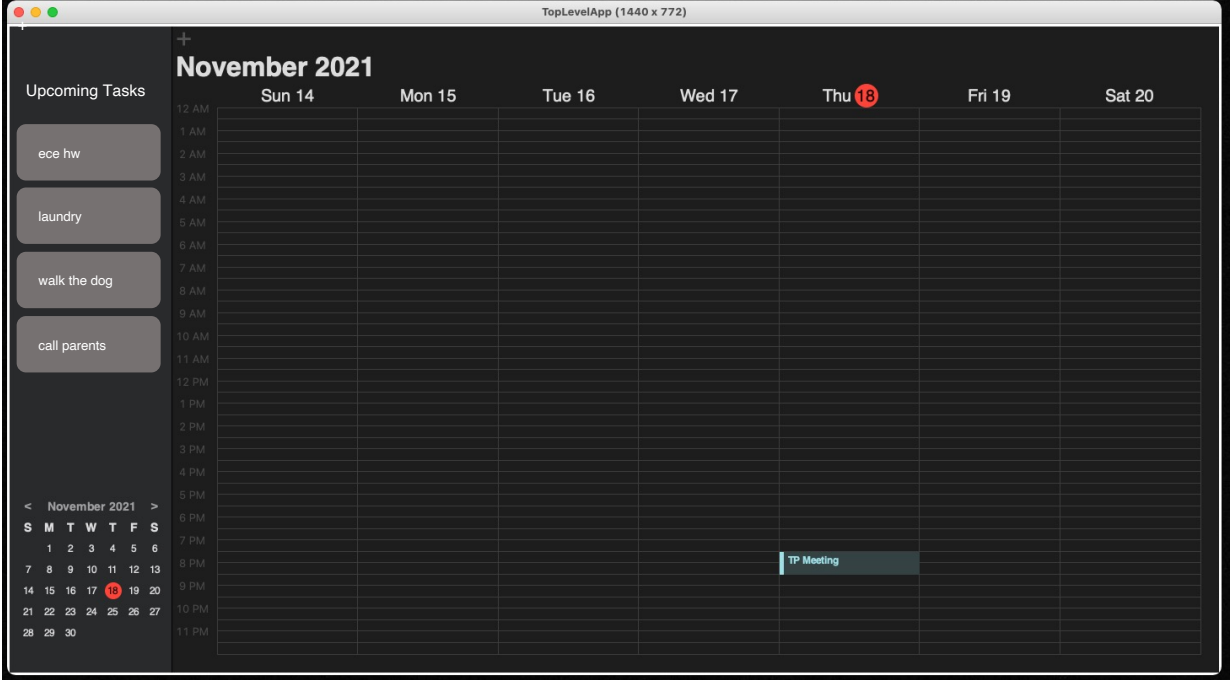 TopLevelApp (1440 x 772)
+
Upcoming Tasks
ece hw
laundry
walk the dog
call parents
< November 2021 >
S M T W T F S
1 2 3 4 5 6
7 8 9 10 11 12 13
14 15 16 17 18 19 20
21 22 23 24 25 26 27
28 29 30
+
November 2021
Sun 14 Mon 15 Tue 16 Wed 17 Thu 18 Fri 19 Sat 20
12 AM
1 AM
2 AM
3 AM
4 AM
5 AM
6 AM
7 AM
8 AM
9 AM
10 AM
11 AM
12 PM
1 PM
2 PM
3 PM
4 PM
5 PM
6 PM
7 PM
8 PM TP Meeting
9 PM
10 PM
11 PM